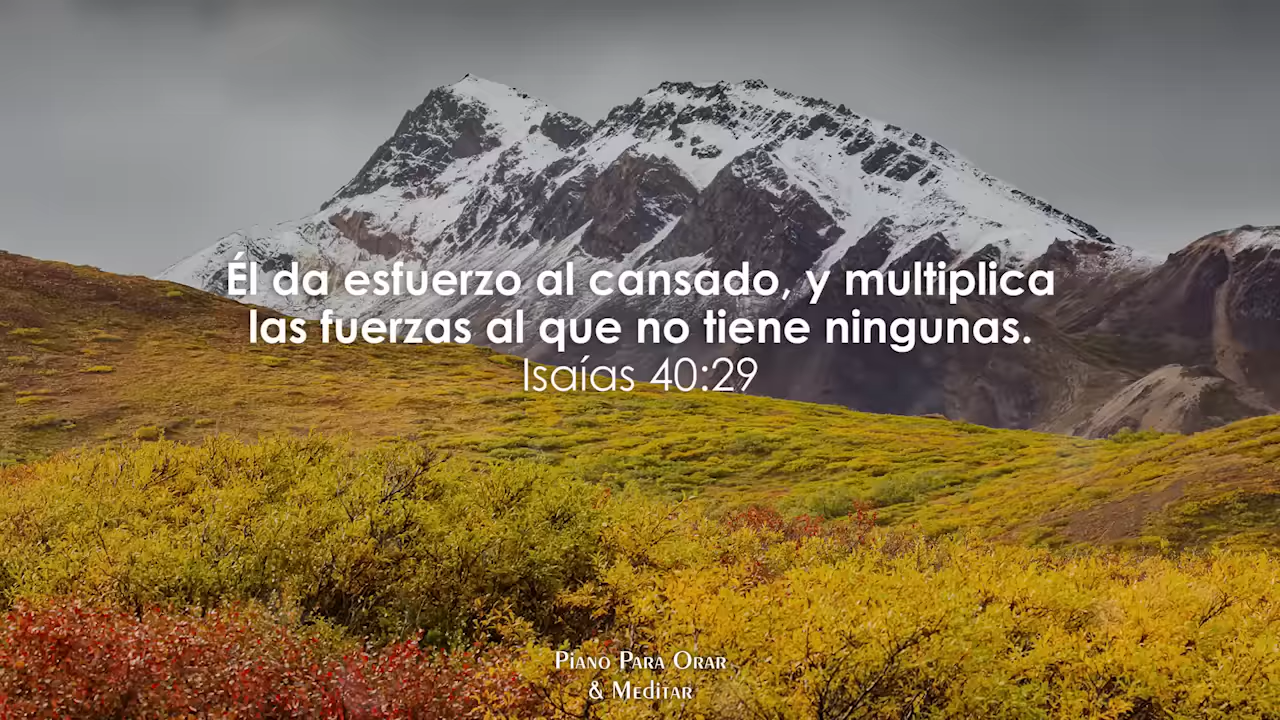 Él da esfuerzo al cansado, y multiplica
las fuerzas al que no tiene ningunas.
Isaías 40:29
Piano Para Orar
& Meditar